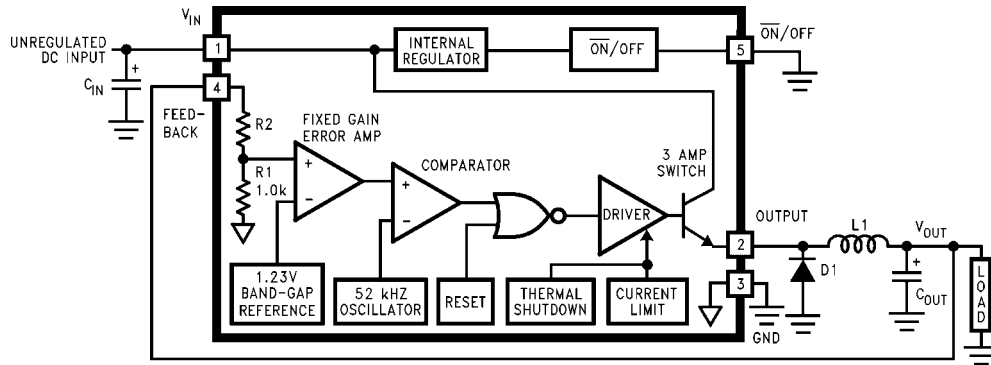 V_IN
UNREGULATED
DC INPUT
+
C_IN
1
4
FEED-
BACK
INTERNAL
REGULATOR
ON/OFF
5
ON/OFF
R2
R1
1.0k
FIXED GAIN
ERROR AMP
+
−
COMPARATOR
+
−
DRIVER
3 AMP
SWITCH
OUTPUT
2
3
GND
L1
D1
V_OUT
+
C_OUT
LOAD
1.23V
BAND-GAP
REFERENCE
52 kHZ
OSCILLATOR
RESET
THERMAL
SHUTDOWN
CURRENT
LIMIT